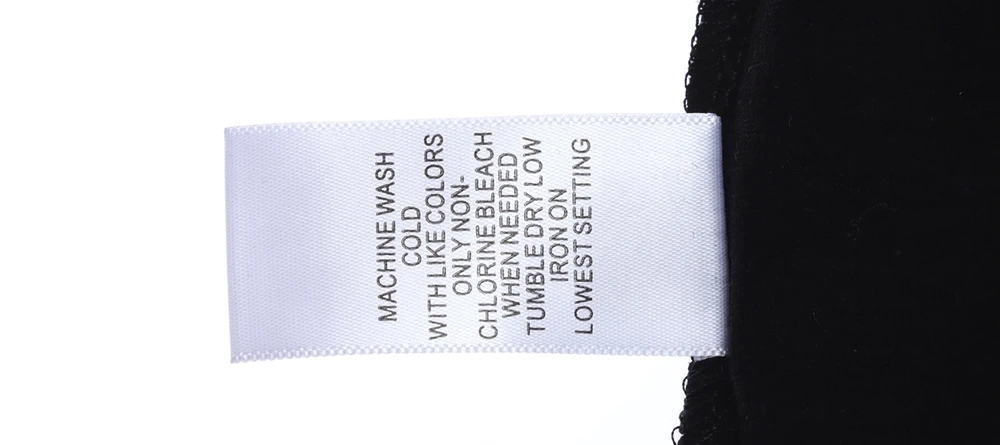 MACHINE WASH
COLD
WITH LIKE COLORS
ONLY NON-
CHLORINE BLEACH
WHEN NEEDED
TUMBLE DRY LOW
IRON ON
LOWEST SETTING